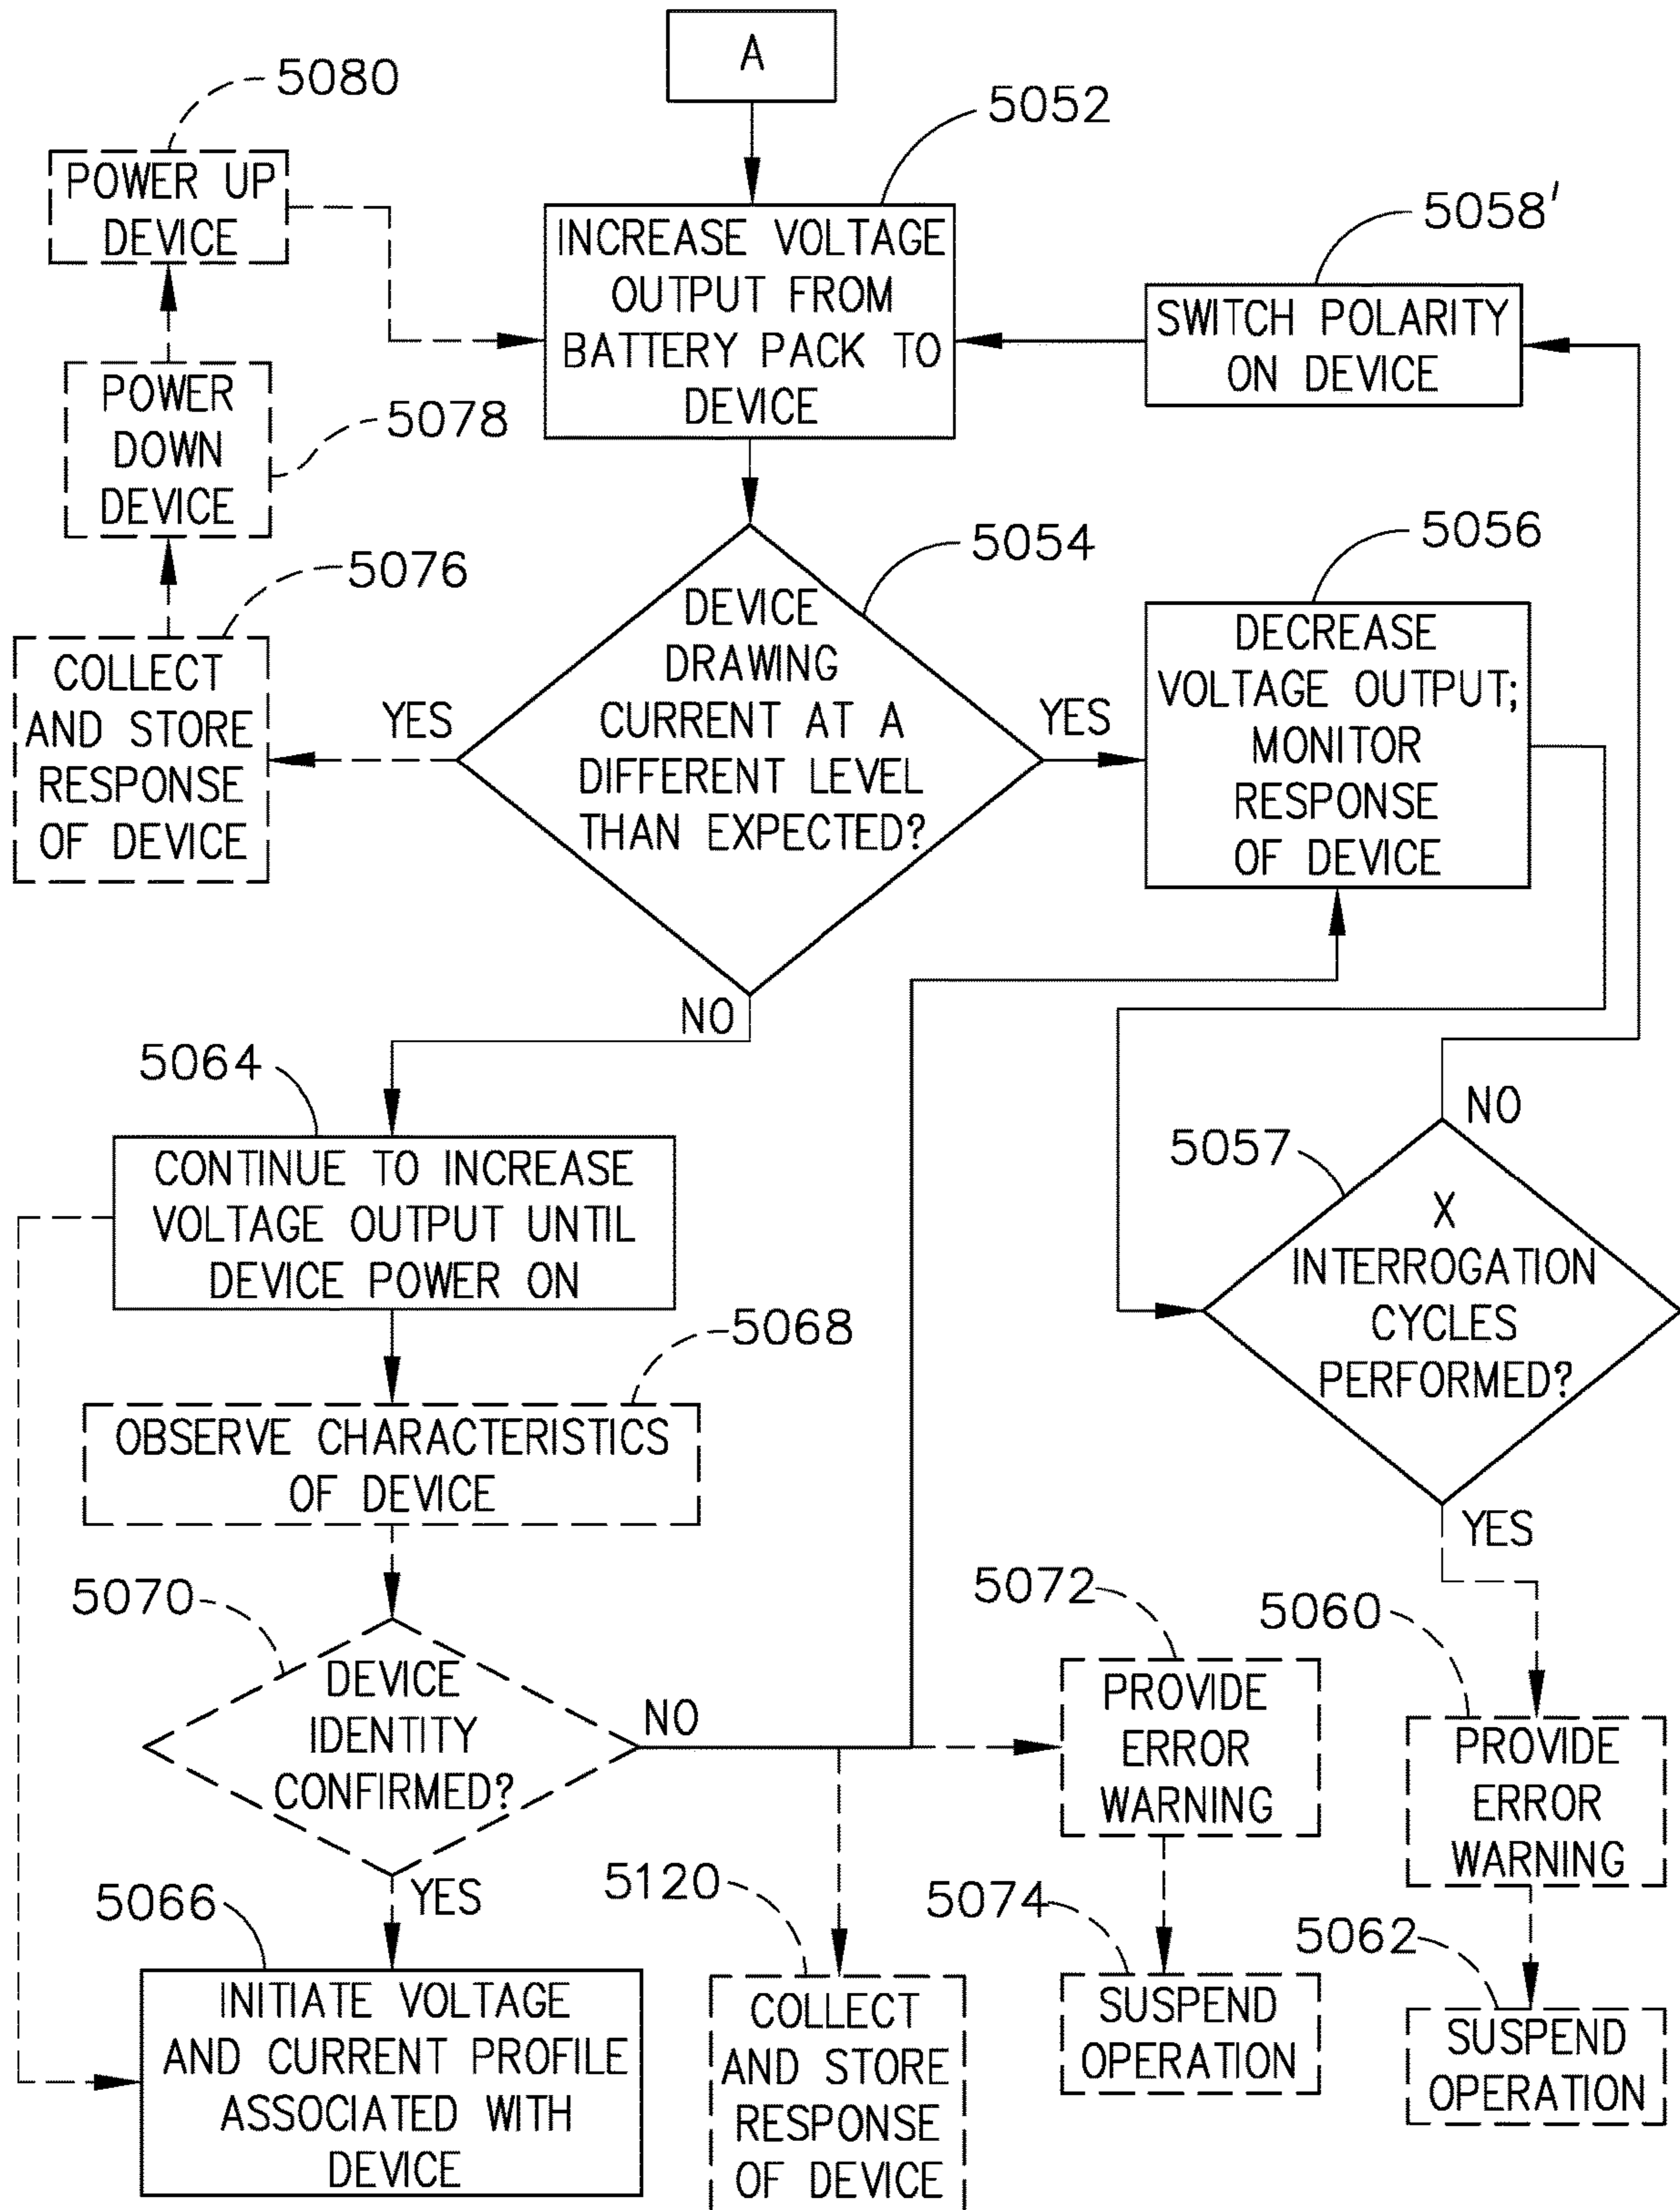 A
5080
5052
POWER UP
DEVICE
INCREASE VOLTAGE
OUTPUT FROM
BATTERY PACK TO
DEVICE
5058'
SWITCH POLARITY
ON DEVICE
POWER
DOWN
DEVICE
5078
5076
COLLECT
AND STORE
RESPONSE
OF DEVICE
YES
5054
DEVICE
DRAWING
CURRENT AT A
DIFFERENT LEVEL
THAN EXPECTED?
YES
5056
DECREASE
VOLTAGE OUTPUT;
MONITOR
RESPONSE
OF DEVICE
NO
5064
CONTINUE TO INCREASE
VOLTAGE OUTPUT UNTIL
DEVICE POWER ON
NO
5057
X
INTERROGATION
CYCLES
PERFORMED?
YES
5068
OBSERVE CHARACTERISTICS
OF DEVICE
5070
DEVICE
IDENTITY
CONFIRMED?
NO
YES
5072
PROVIDE
ERROR
WARNING
5060
PROVIDE
ERROR
WARNING
5066
INITIATE VOLTAGE
AND CURRENT PROFILE
ASSOCIATED WITH
DEVICE
5120
COLLECT
AND STORE
RESPONSE
OF DEVICE
5074
SUSPEND
OPERATION
5062
SUSPEND
OPERATION